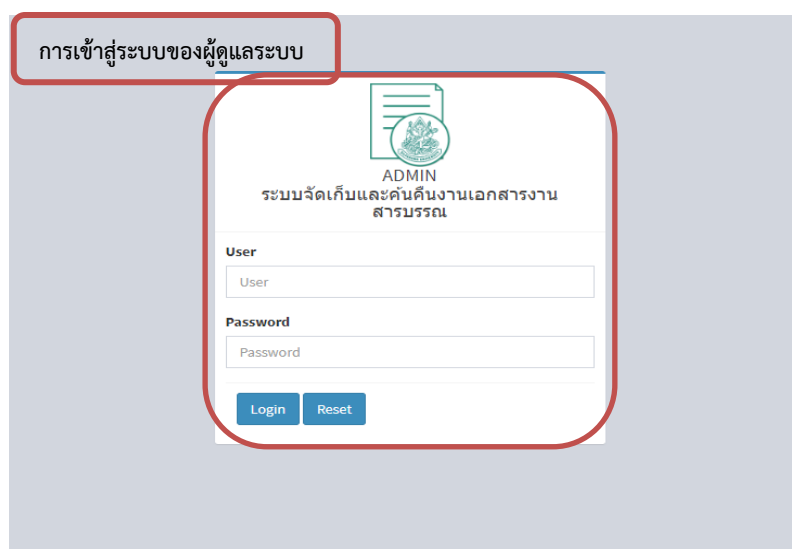 การเข้าสู่ระบบของผู้ดูแลระบบ
ADMIN
ระบบจัดเก็บและค้นคืนงานเอกสารงาน
สารบรรณ
User
User
Password
Password
Login Reset